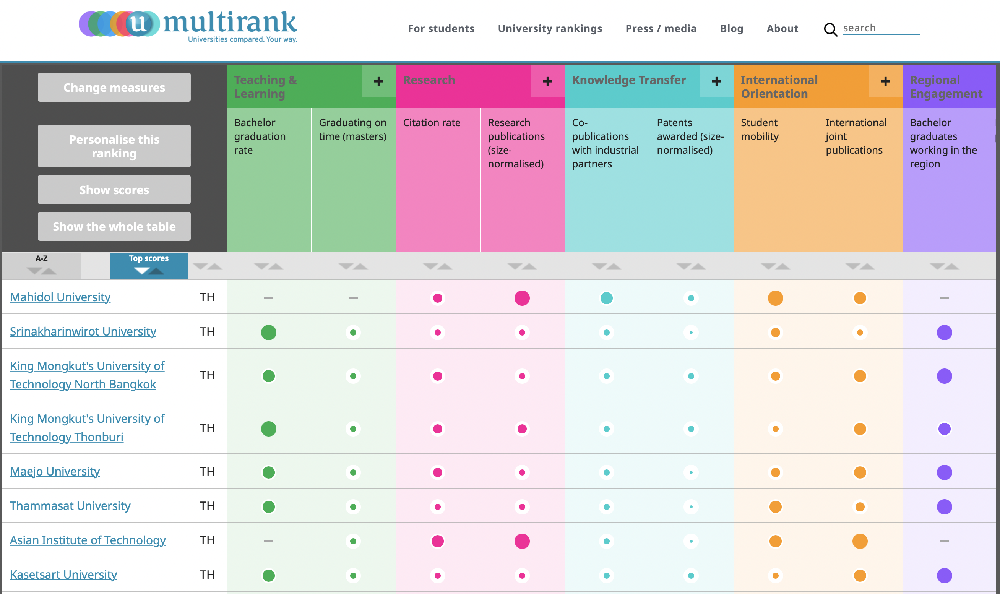 u multirank
Universities compared. Your way.
For students
University rankings
Press / media
Blog
About
search
Change measures
Personalise this
ranking
Show scores
Show the whole table
Teaching &
Learning
+
Research
+
Knowledge Transfer
+
International
Orientation
+
Regional
Engagement
Bachelor
graduation
rate
Graduating on
time (masters)
Citation rate
Research
publications
(size-
normalised)
Co-
publications
with industrial
partners
Patents
awarded (size-
normalised)
Student
mobility
International
joint
publications
Bachelor
graduates
working in the
region
A-Z
Top scores
Mahidol University TH
Srinakharinwirot University TH
King Mongkut's University of
Technology North Bangkok TH
King Mongkut's University of
Technology Thonburi TH
Maejo University TH
Thammasat University TH
Asian Institute of Technology TH
Kasetsart University TH